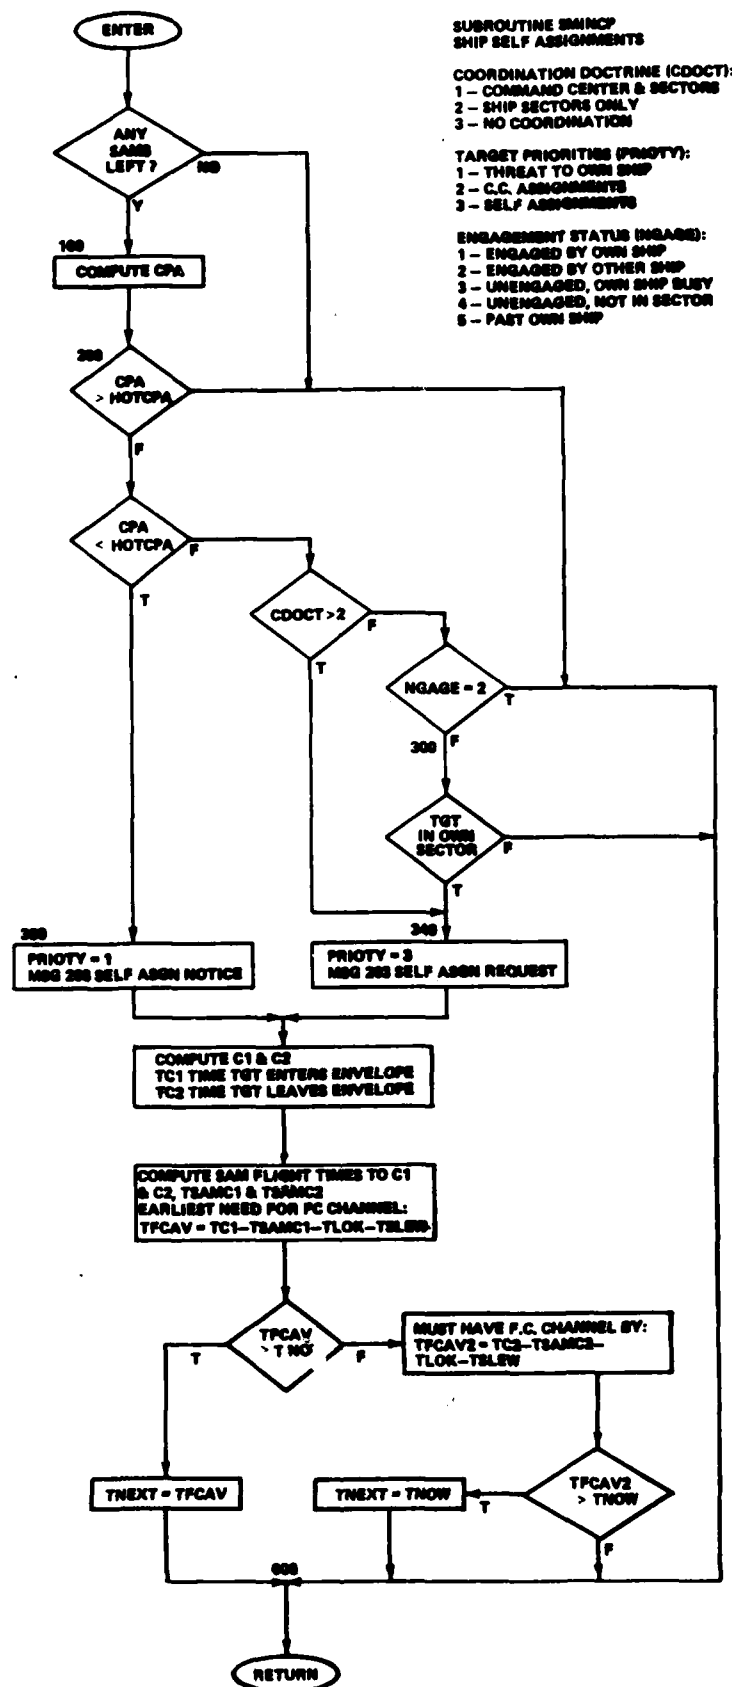 ENTER
SUBROUTINE SMINCP
SHIP SELF ASSIGNMENTS
COORDINATION DOCTRINE (CDOCT):
1 – COMMAND CENTER & SECTORS
2 – SHIP SECTORS ONLY
3 – NO COORDINATION
TARGET PRIORITIES (PRIOTY):
1 – THREAT TO OWN SHIP
2 – C.C. ASSIGNMENTS
3 – SELF ASSIGNMENTS
ENGAGEMENT STATUS (NGAGE):
1 – ENGAGED BY OWN SHIP
2 – ENGAGED BY OTHER SHIP
3 – UNENGAGED, OWN SHIP BUSY
4 – UNENGAGED, NOT IN SECTOR
5 – PAST OWN SHIP
ANY
SAMS
LEFT ?
NO
Y
100
COMPUTE CPA
CPA
> HOTCPA
F
CPA
< HOTCPA
F
T
CDOCT > 2
F
T
NGAGE = 2
T
300
F
TGT
IN OWN
SECTOR
F
T
PRIOTY = 1
MSG SELF ASGN NOTICE
PRIOTY = 3
MSG 203 SELF ASGN REQUEST
COMPUTE C1 & C2
TC1 TIME TGT ENTERS ENVELOPE
TC2 TIME TGT LEAVES ENVELOPE
COMPUTE SAM FLIGHT TIMES TO C1
& C2, TSAMC1 & TSAMC2
EARLIEST NEED FOR FC CHANNEL:
TFCAV = TC1–TSAMC1–TLOK–TSLEW
TFCAV
> T NO
T
F
MUST HAVE F.C. CHANNEL BY:
TFCAV2 = TC2–TSAMC2–
TLOK–TSLEW
TNEXT = TFCAV
TNEXT = TNOW
T
TFCAV2
> TNOW
F
RETURN